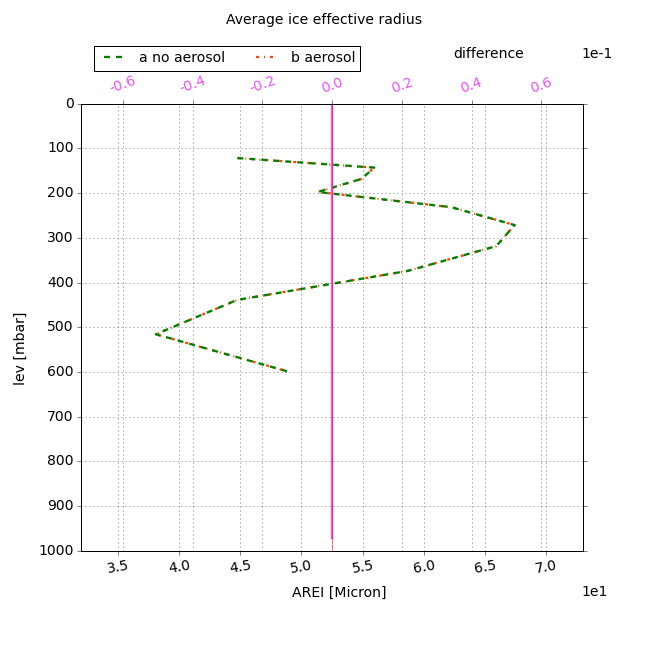 Average ice effective radius
a no aerosol b aerosol difference 1e-1
-0.6 -0.4 -0.2 0.0 0.2 0.4 0.6
0
100
200
300
400
500
600
700
800
900
1000
lev [mbar]
3.5 4.0 4.5 5.0 5.5 6.0 6.5 7.0
AREI [Micron] 1e1